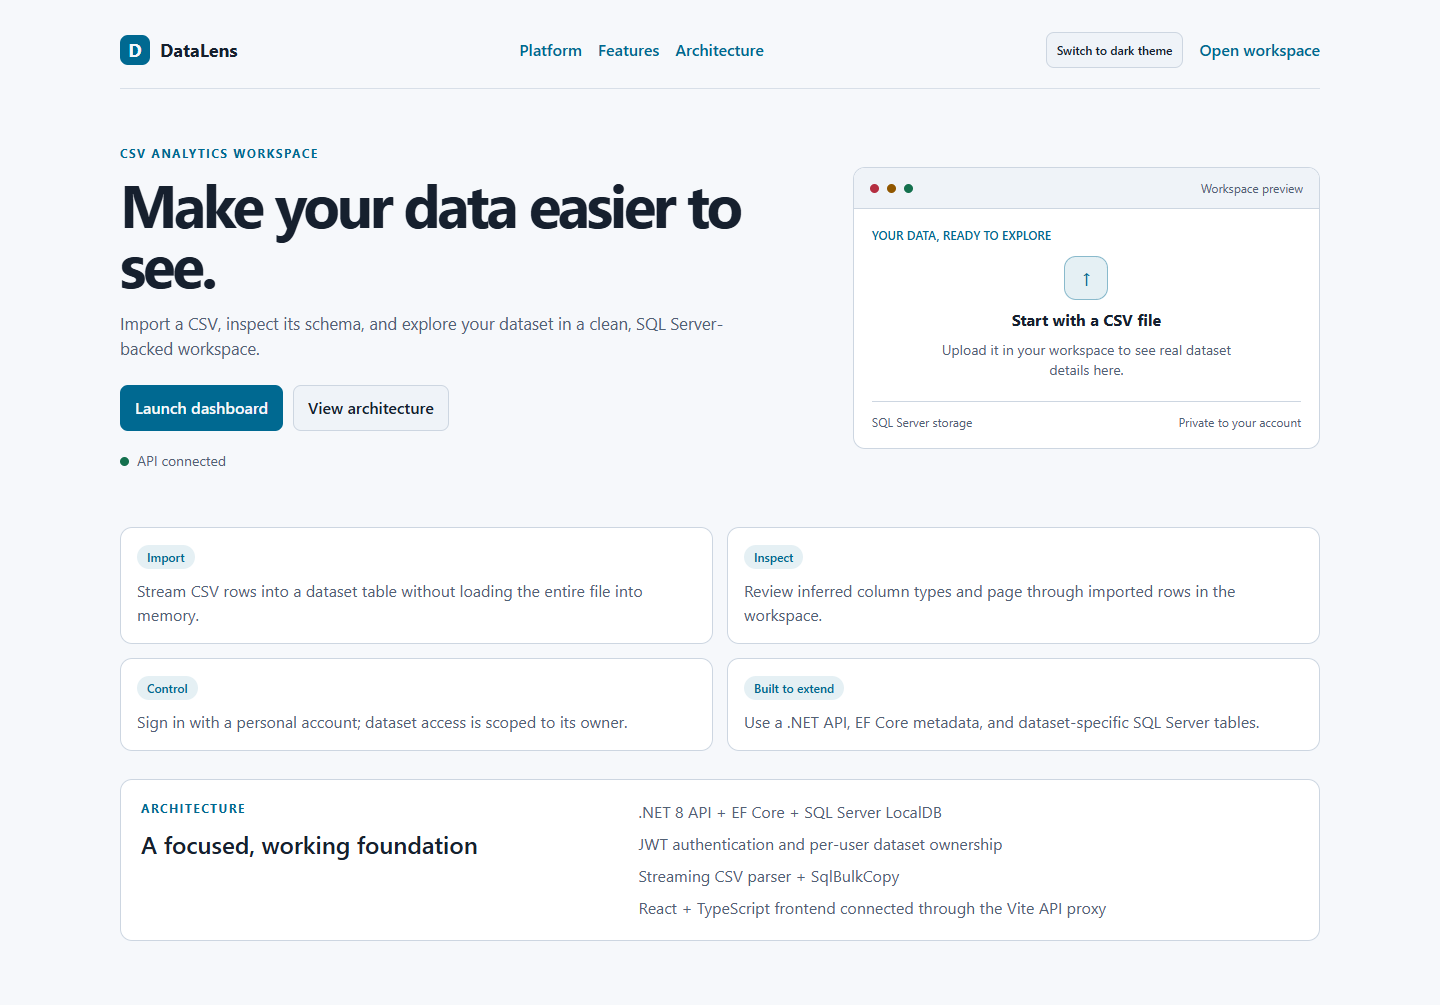 D DataLens
Platform Features Architecture
Switch to dark theme Open workspace
CSV ANALYTICS WORKSPACE
Make your data easier to
see.
Import a CSV, inspect its schema, and explore your dataset in a clean, SQL Server-
backed workspace.
Launch dashboard View architecture
API connected
Workspace preview
YOUR DATA, READY TO EXPLORE
↑
Start with a CSV file
Upload it in your workspace to see real dataset
details here.
SQL Server storage Private to your account
Import
Stream CSV rows into a dataset table without loading the entire file into
memory.
Inspect
Review inferred column types and page through imported rows in the
workspace.
Control
Sign in with a personal account; dataset access is scoped to its owner.
Built to extend
Use a .NET API, EF Core metadata, and dataset-specific SQL Server tables.
ARCHITECTURE
A focused, working foundation
.NET 8 API + EF Core + SQL Server LocalDB
JWT authentication and per-user dataset ownership
Streaming CSV parser + SqlBulkCopy
React + TypeScript frontend connected through the Vite API proxy